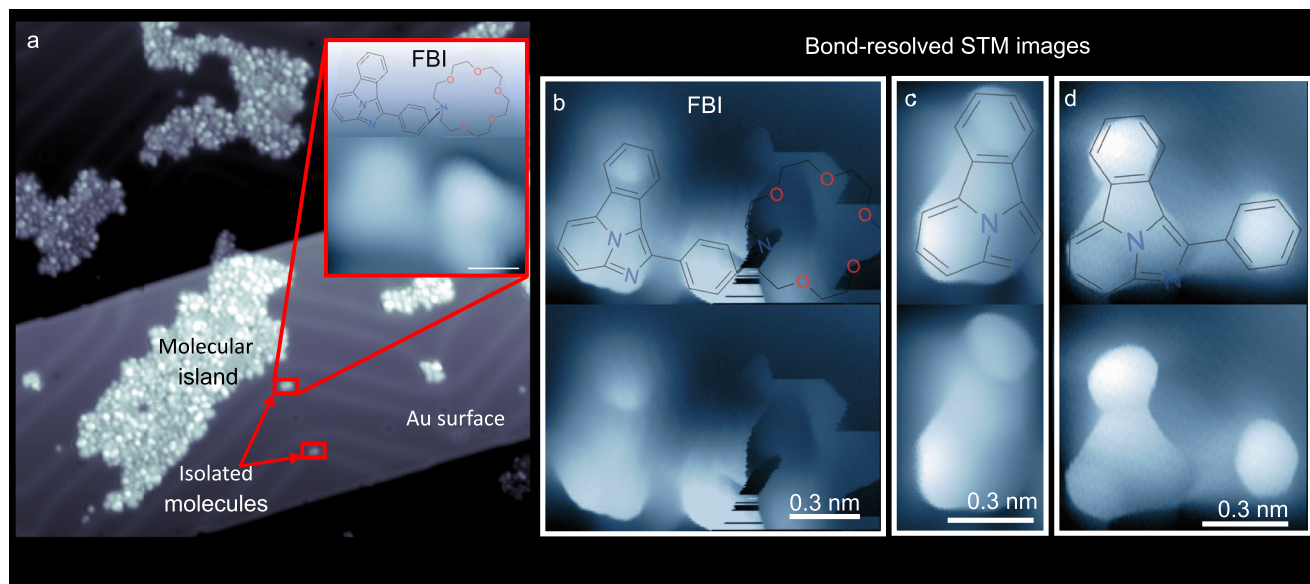 a
FBI
N
N
N
O
O
O
O
O
Molecular
island
Au surface
Isolated
molecules
Bond-resolved STM images
b
FBI
N
N
N
O
O
O
O
O
0.3 nm
c
N
N
0.3 nm
d
N
N
0.3 nm